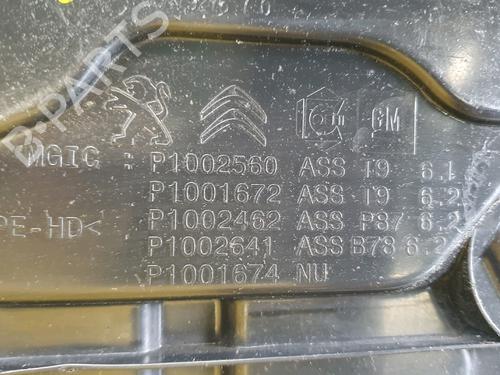 B-PARTS
GM
MGIC : P1002560 ASS T9 6.1
P1001672 ASS T9 6.2
PE-HD< P1002462 ASS P87 6.2
P1002641 ASS B78 6.2
P1001674 NU